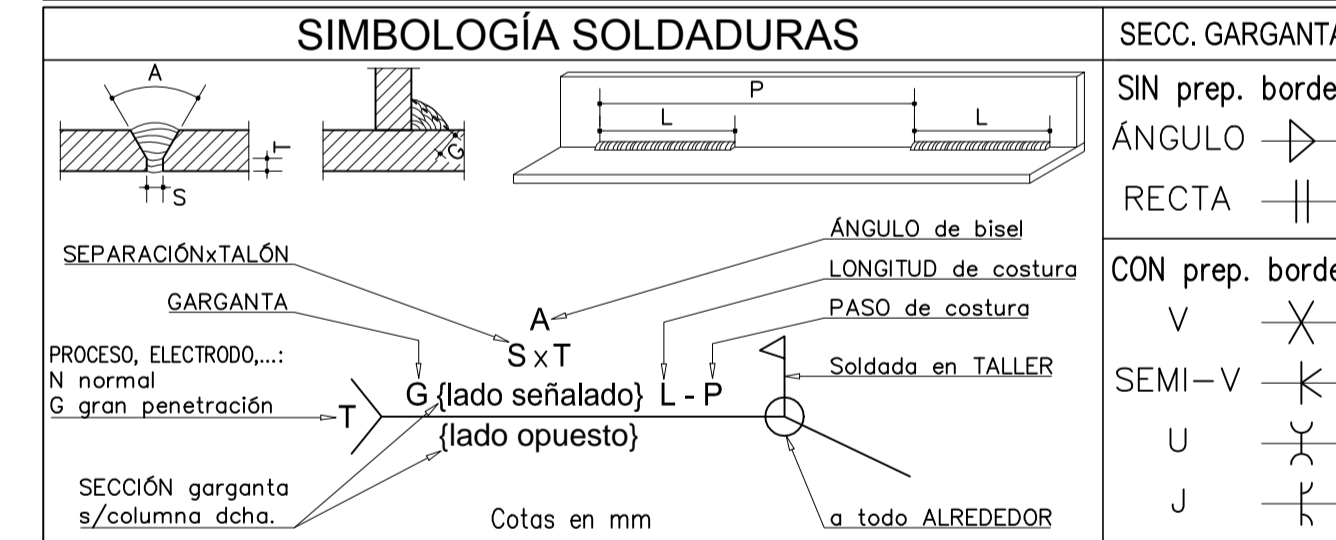 SIMBOLOGÍA SOLDADURAS
SECC. GARGANTA
A
T
S
G
P
L
L
SIN prep. borde
ÁNGULO
RECTA
CON prep. borde
V
SEMI-V
U
J
SEPARACIÓNxTALÓN
GARGANTA
PROCESO, ELECTRODO,...:
N normal
G gran penetración
SECCIÓN garganta
s/columna dcha.
ÁNGULO de bisel
LONGITUD de costura
PASO de costura
Soldada en TALLER
a todo ALREDEDOR
A
S x T
T
G {lado señalado} L - P
{lado opuesto}
Cotas en mm